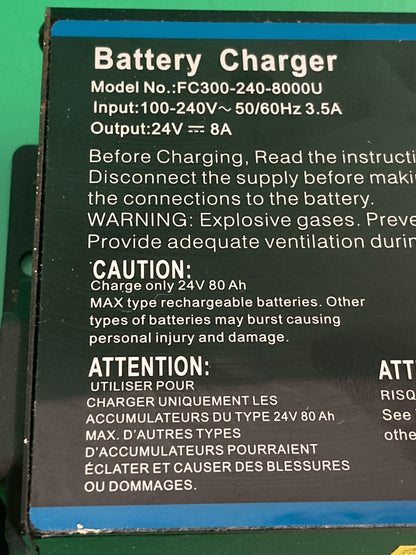 Battery Charger
Model No.:FC300-240-8000U
Input:100-240V~ 50/60Hz 3.5A
Output:24V ⎓ 8A
Before Charging, Read the
Disconnect the supply before
the connections to the battery.
WARNING: Explosive gases.
Provide adequate ventilation
CAUTION:
Charge only 24V 80 Ah
MAX type rechargeable batteries. Other
types of batteries may burst causing
personal injury and damage.
ATTENTION:
UTILISER POUR
CHARGER UNIQUEMENT LES
ACCUMULATEURS DU TYPE 24V 80 Ah
MAX. D'AUTRES TYPES
D'ACCUMULATEURS POURRAIENT
ÉCLATER ET CAUSER DES BLESSURES
OU DOMMAGES.
ATT
RISQ
See
othe